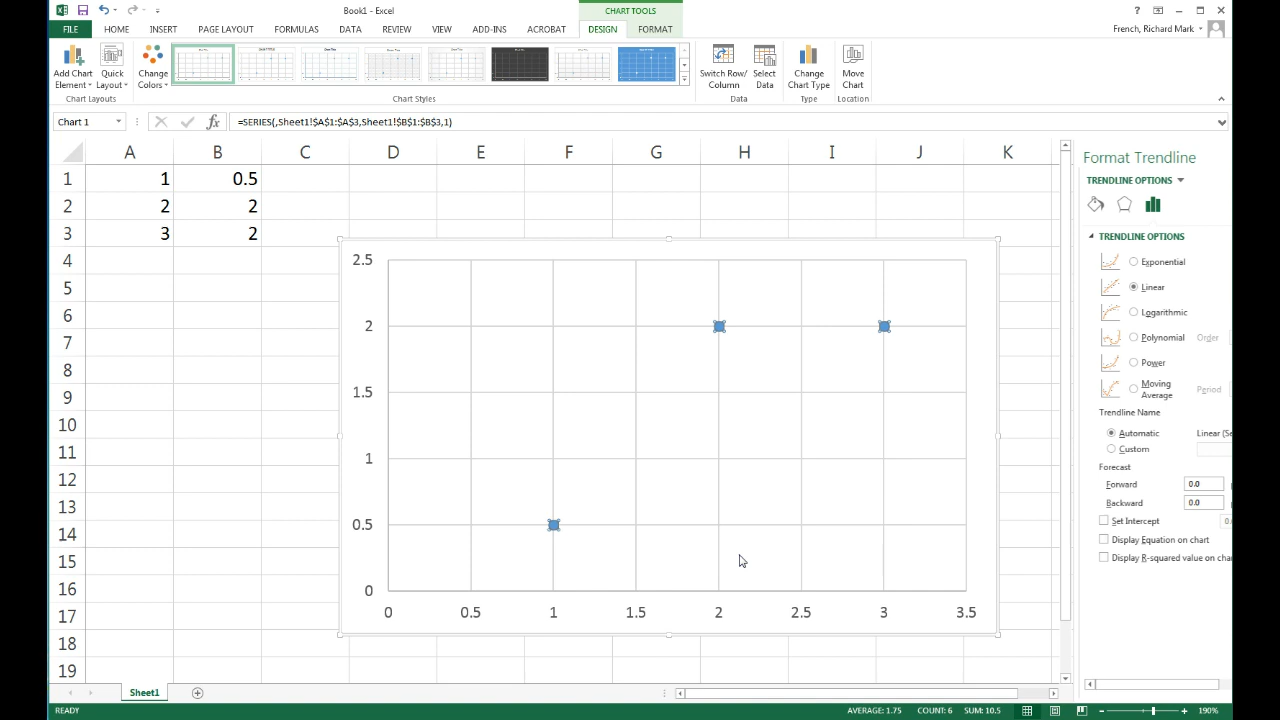 Book1 - Excel
CHART TOOLS
FILE
HOME
INSERT
PAGE LAYOUT
FORMULAS
DATA
REVIEW
VIEW
ADD-INS
ACROBAT
DESIGN
FORMAT
French, Richard Mark
Add Chart Element
Quick Layout
Change Colors
Switch Row/ Column
Select Data
Change Chart Type
Move Chart
Chart Layouts
Chart Styles
Data
Type
Location
Chart 1
=SERIES(,Sheet1!$A$1:$A$3,Sheet1!$B$1:$B$3,1)
A B C D E F G H I J K
1 1 0.5
2 2 2
3 3 2
4
5
6
7
8
9
10
11
12
13
14
15
16
17
18
19
2.5
2
1.5
1
0.5
0
0 0.5 1 1.5 2 2.5 3 3.5
Format Trendline
TRENDLINE OPTIONS
TRENDLINE OPTIONS
Exponential
Linear
Logarithmic
Polynomial Order
Power
Moving Average Period
Trendline Name
Automatic Linear (Se
Custom
Forecast
Forward 0.0
Backward 0.0
Set Intercept
Display Equation on chart
Display R-squared value on cha
Sheet1
READY
AVERAGE: 1.75 COUNT: 6 SUM: 10.5
190%